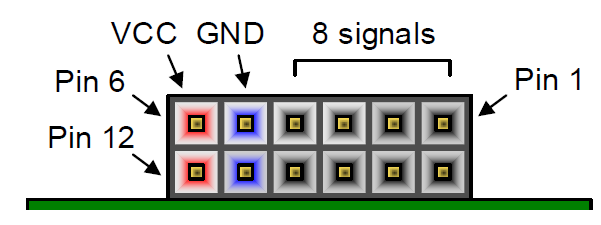 VCC GND 8 signals
Pin 6
Pin 1
Pin 12